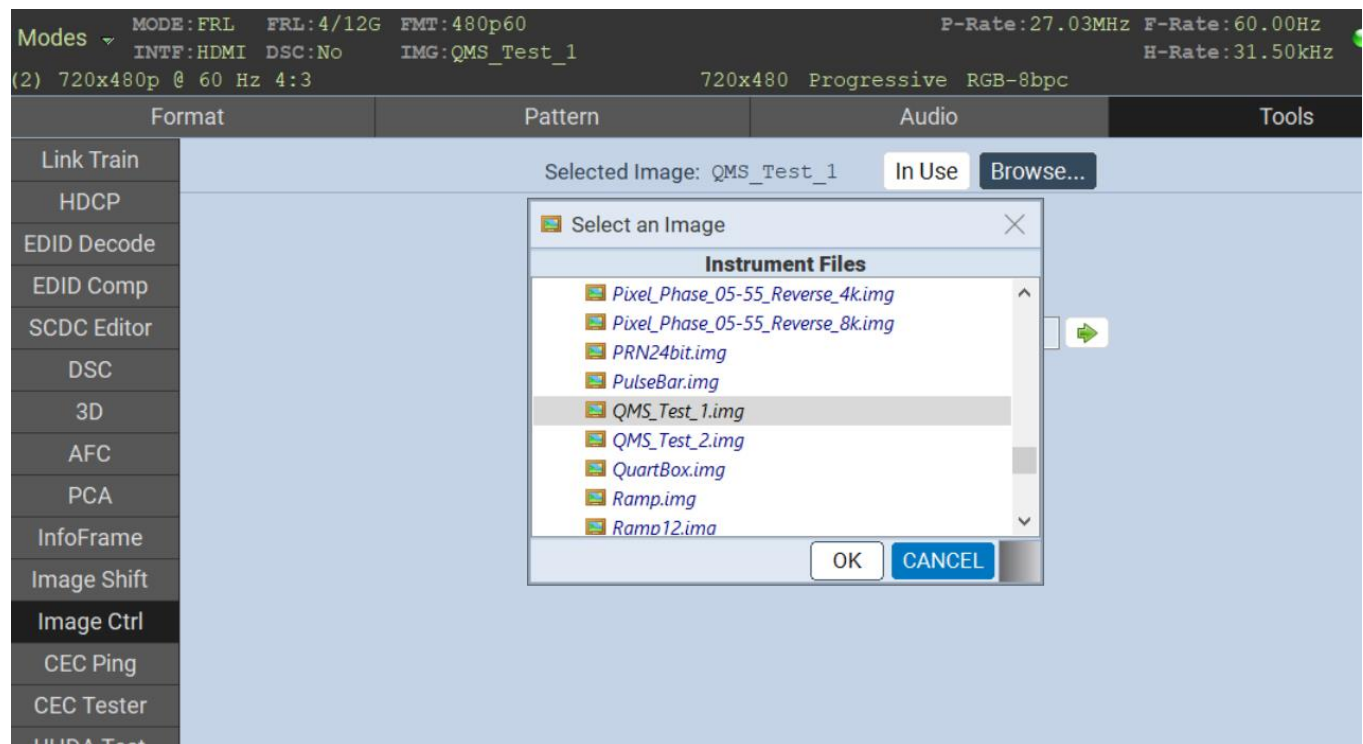 Modes MODE:FRL FRL:4/12G FMT:480p60 P-Rate:27.03MHz F-Rate:60.00Hz
INTF:HDMI DSC:No IMG:QMS_Test_1 H-Rate:31.50kHz
(2) 720x480p @ 60 Hz 4:3 720x480 Progressive RGB-8bpc
Format Pattern Audio Tools
Link Train
Selected Image: QMS_Test_1 In Use Browse...
HDCP
EDID Decode
EDID Comp
SCDC Editor
DSC
3D
AFC
PCA
InfoFrame
Image Shift
Image Ctrl
CEC Ping
CEC Tester
Select an Image
Instrument Files
Pixel_Phase_05-55_Reverse_4k.img
Pixel_Phase_05-55_Reverse_8k.img
PRN24bit.img
PulseBar.img
QMS_Test_1.img
QMS_Test_2.img
QuartBox.img
Ramp.img
Ramp12.img
OK CANCEL